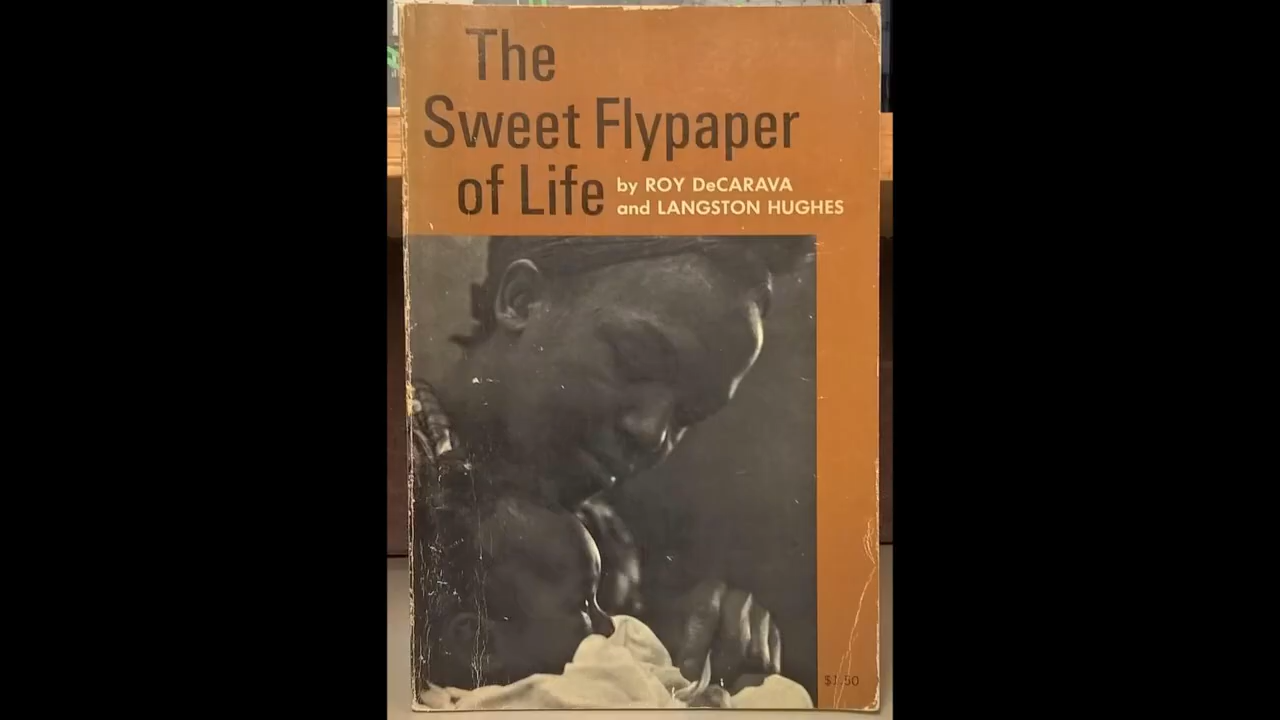 The
Sweet Flypaper
of Life
by ROY DeCARAVA
and LANGSTON HUGHES